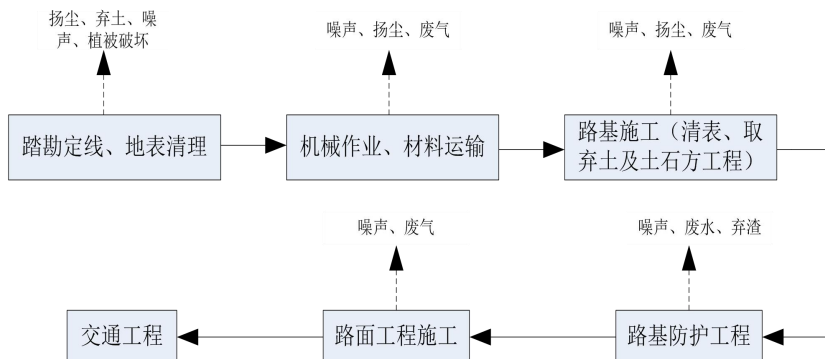 扬尘、弃土、噪
声、植被破坏
噪声、扬尘、废气
噪声、扬尘、废气
踏勘定线、地表清理
机械作业、材料运输
路基施工（清表、取
弃土及土石方工程）
噪声、废气
噪声、废水、弃渣
交通工程
路面工程施工
路基防护工程